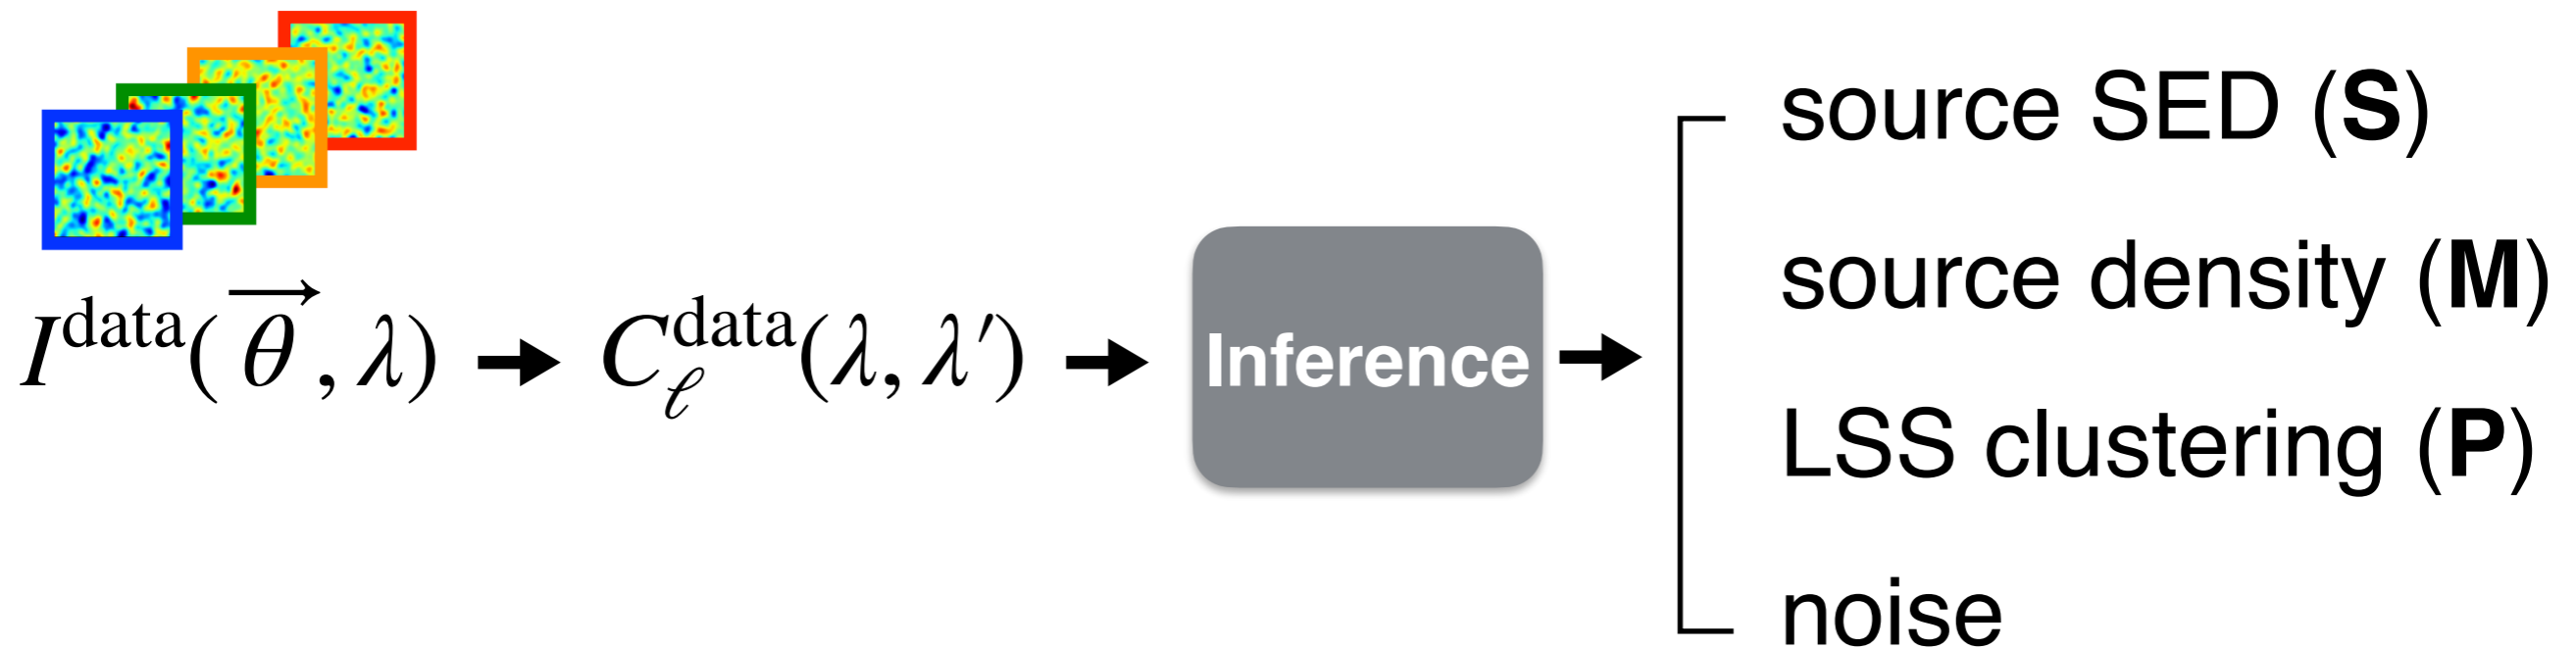 I^data(θ⃗, λ) → C_ℓ^data(λ, λ′) → Inference →
source SED (S)
source density (M)
LSS clustering (P)
noise